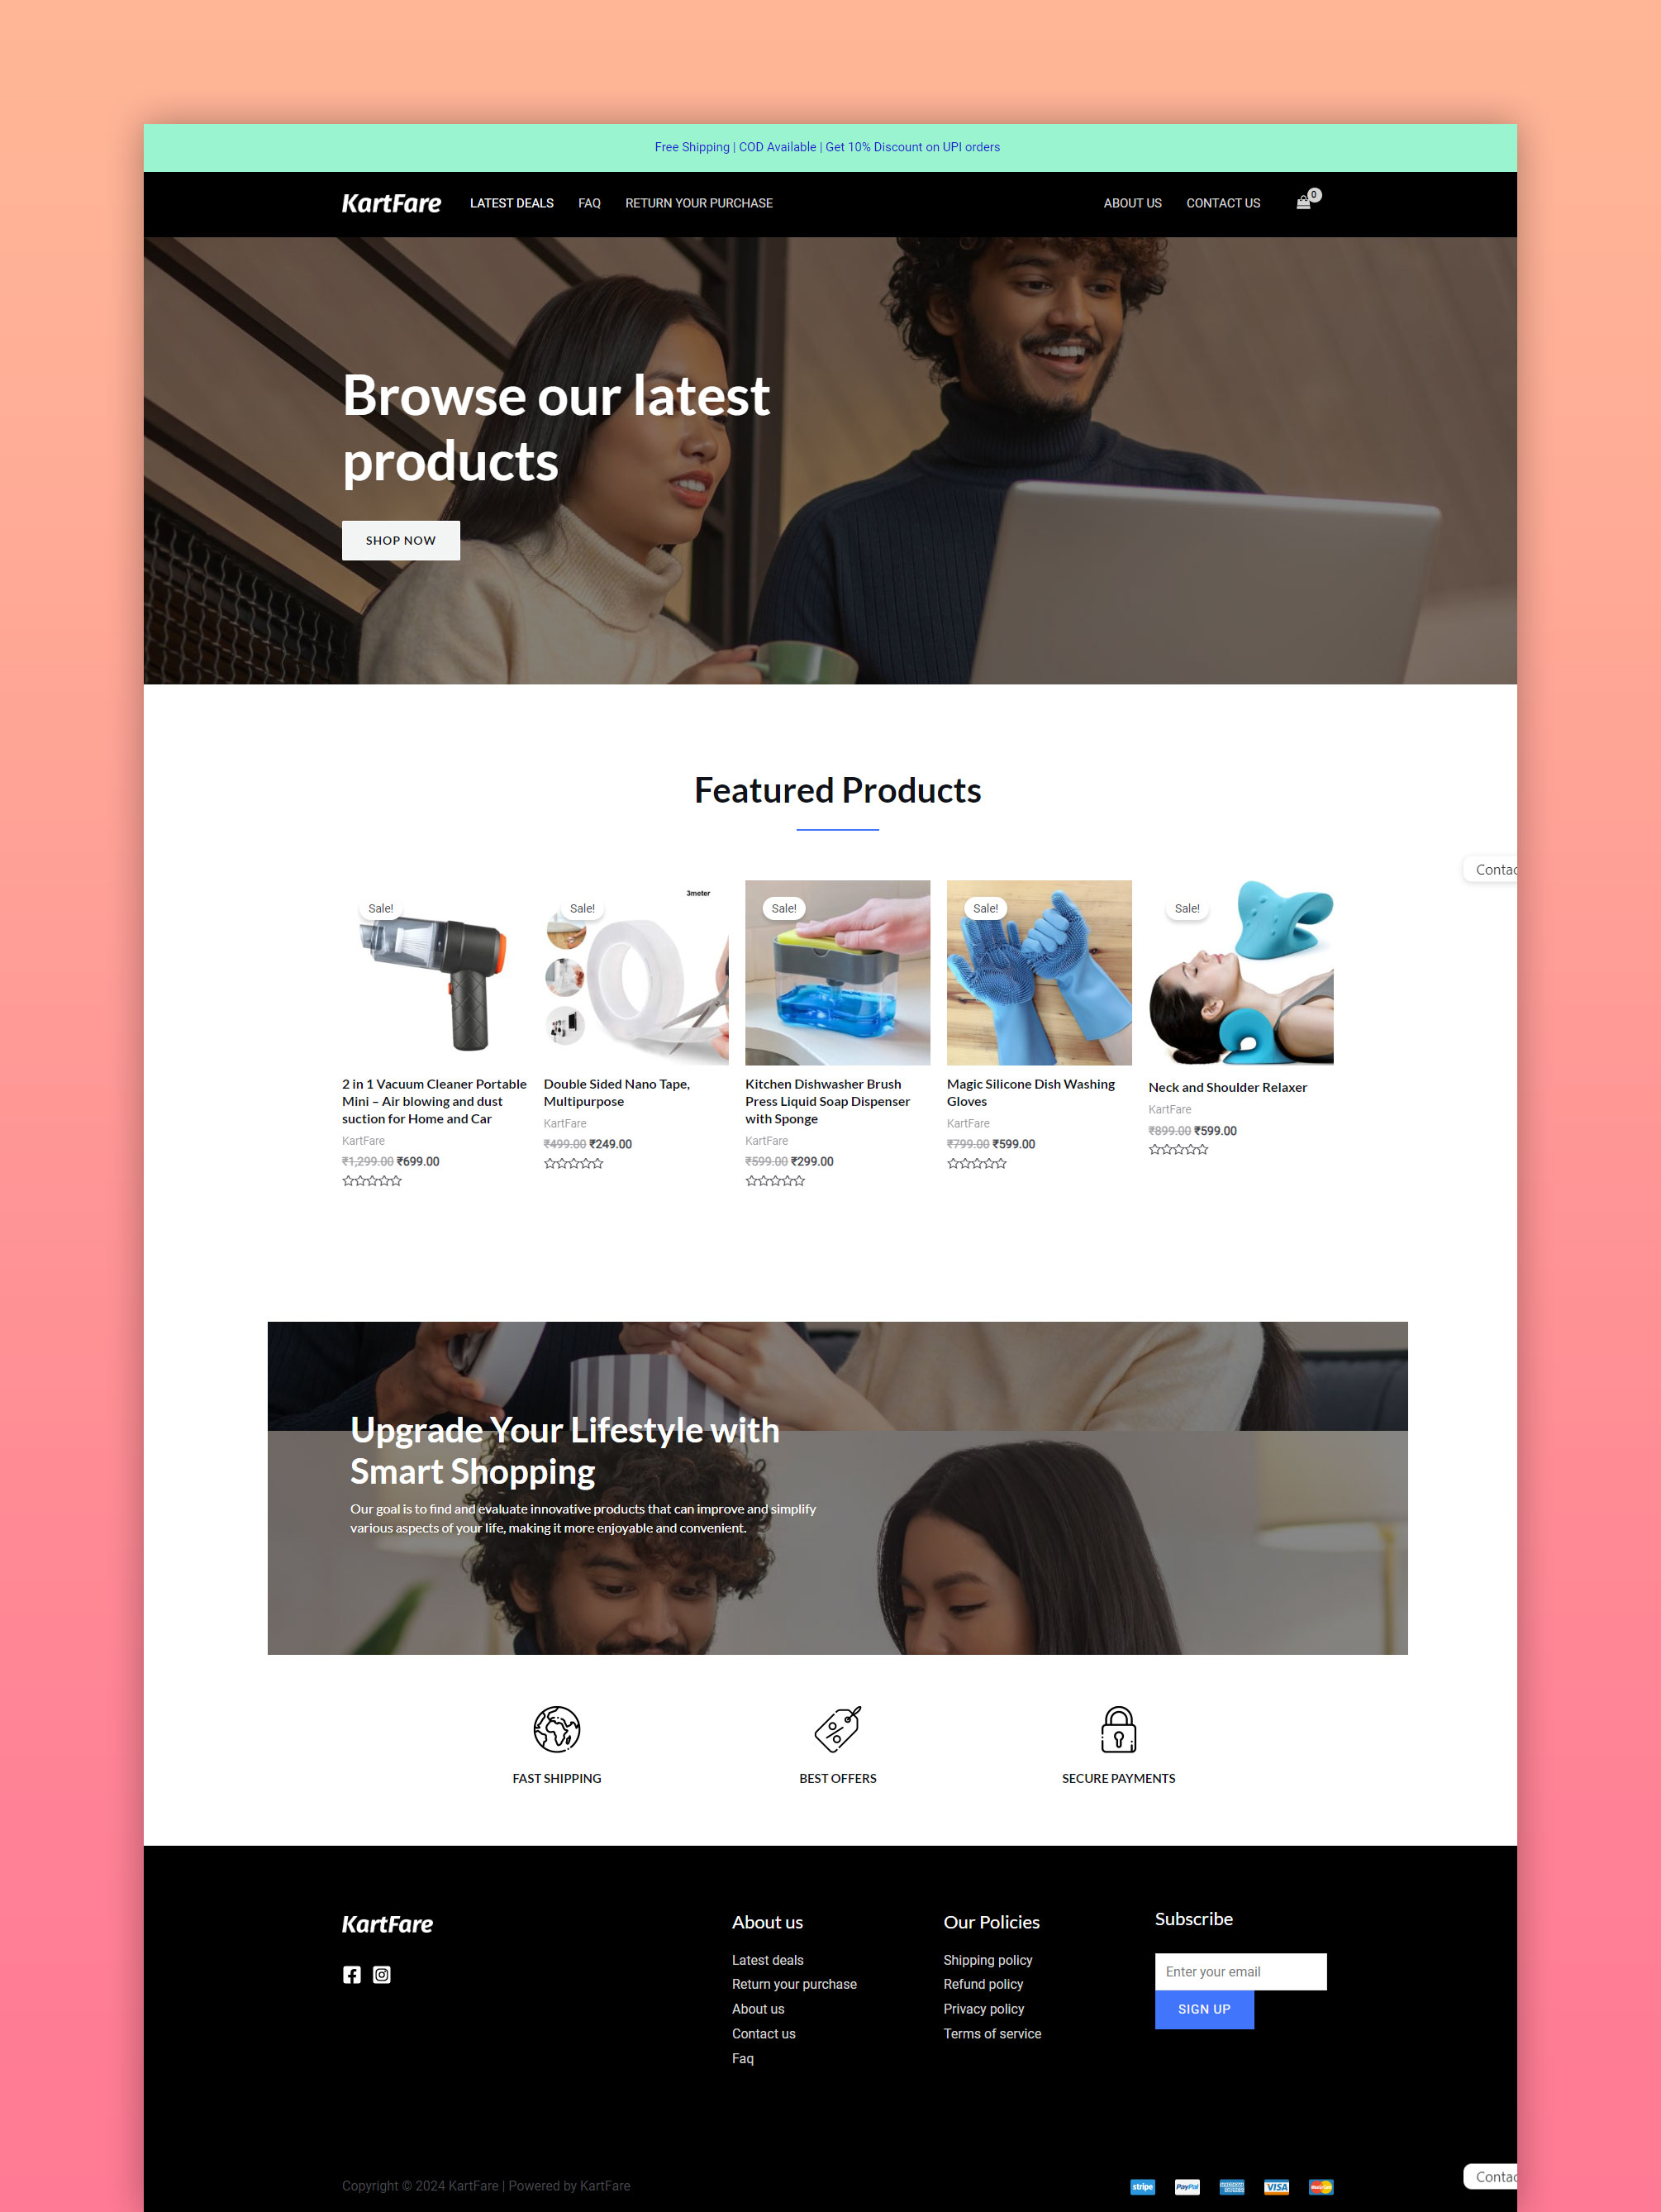 Free Shipping | COD Available | Get 10% Discount on UPI orders
KartFare LATEST DEALS FAQ RETURN YOUR PURCHASE ABOUT US CONTACT US 0
Browse our latest
products
SHOP NOW
Featured Products
Contac
Sale!
2 in 1 Vacuum Cleaner Portable
Mini – Air blowing and dust
suction for Home and Car
KartFare
₹1,299.00 ₹699.00
Sale!
3meter
Double Sided Nano Tape,
Multipurpose
KartFare
₹499.00 ₹249.00
Sale!
Kitchen Dishwasher Brush
Press Liquid Soap Dispenser
with Sponge
KartFare
₹599.00 ₹299.00
Sale!
Magic Silicone Dish Washing
Gloves
KartFare
₹799.00 ₹599.00
Sale!
Neck and Shoulder Relaxer
KartFare
₹899.00 ₹599.00
Upgrade Your Lifestyle with
Smart Shopping
Our goal is to find and evaluate innovative products that can improve and simplify
various aspects of your life, making it more enjoyable and convenient.
FAST SHIPPING
BEST OFFERS
SECURE PAYMENTS
KartFare
About us
Latest deals
Return your purchase
About us
Contact us
Faq
Our Policies
Shipping policy
Refund policy
Privacy policy
Terms of service
Subscribe
Enter your email
SIGN UP
Contac
Copyright © 2024 KartFare | Powered by KartFare
stripe PayPal AMERICAN EXPRESS VISA MasterCard